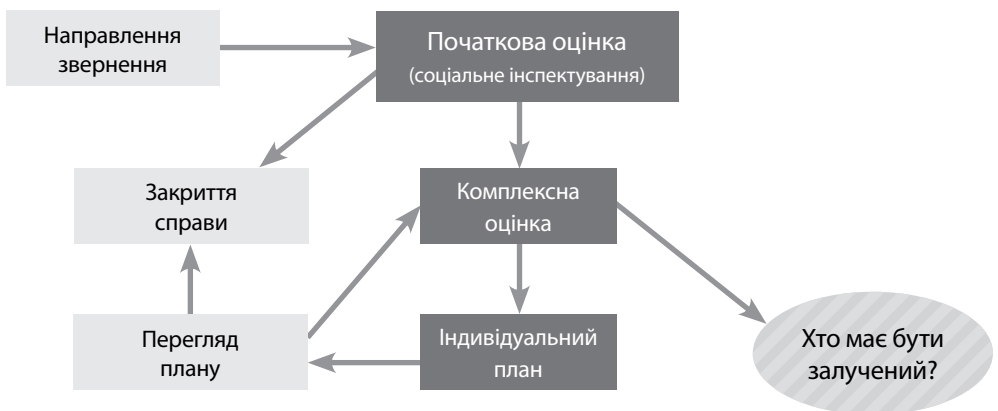 Направлення
звернення
Початкова оцінка
(соціальне інспектування)
Закриття
справи
Комплексна
оцінка
Перегляд
плану
Індивідуальний
план
Хто має бути
залучений?